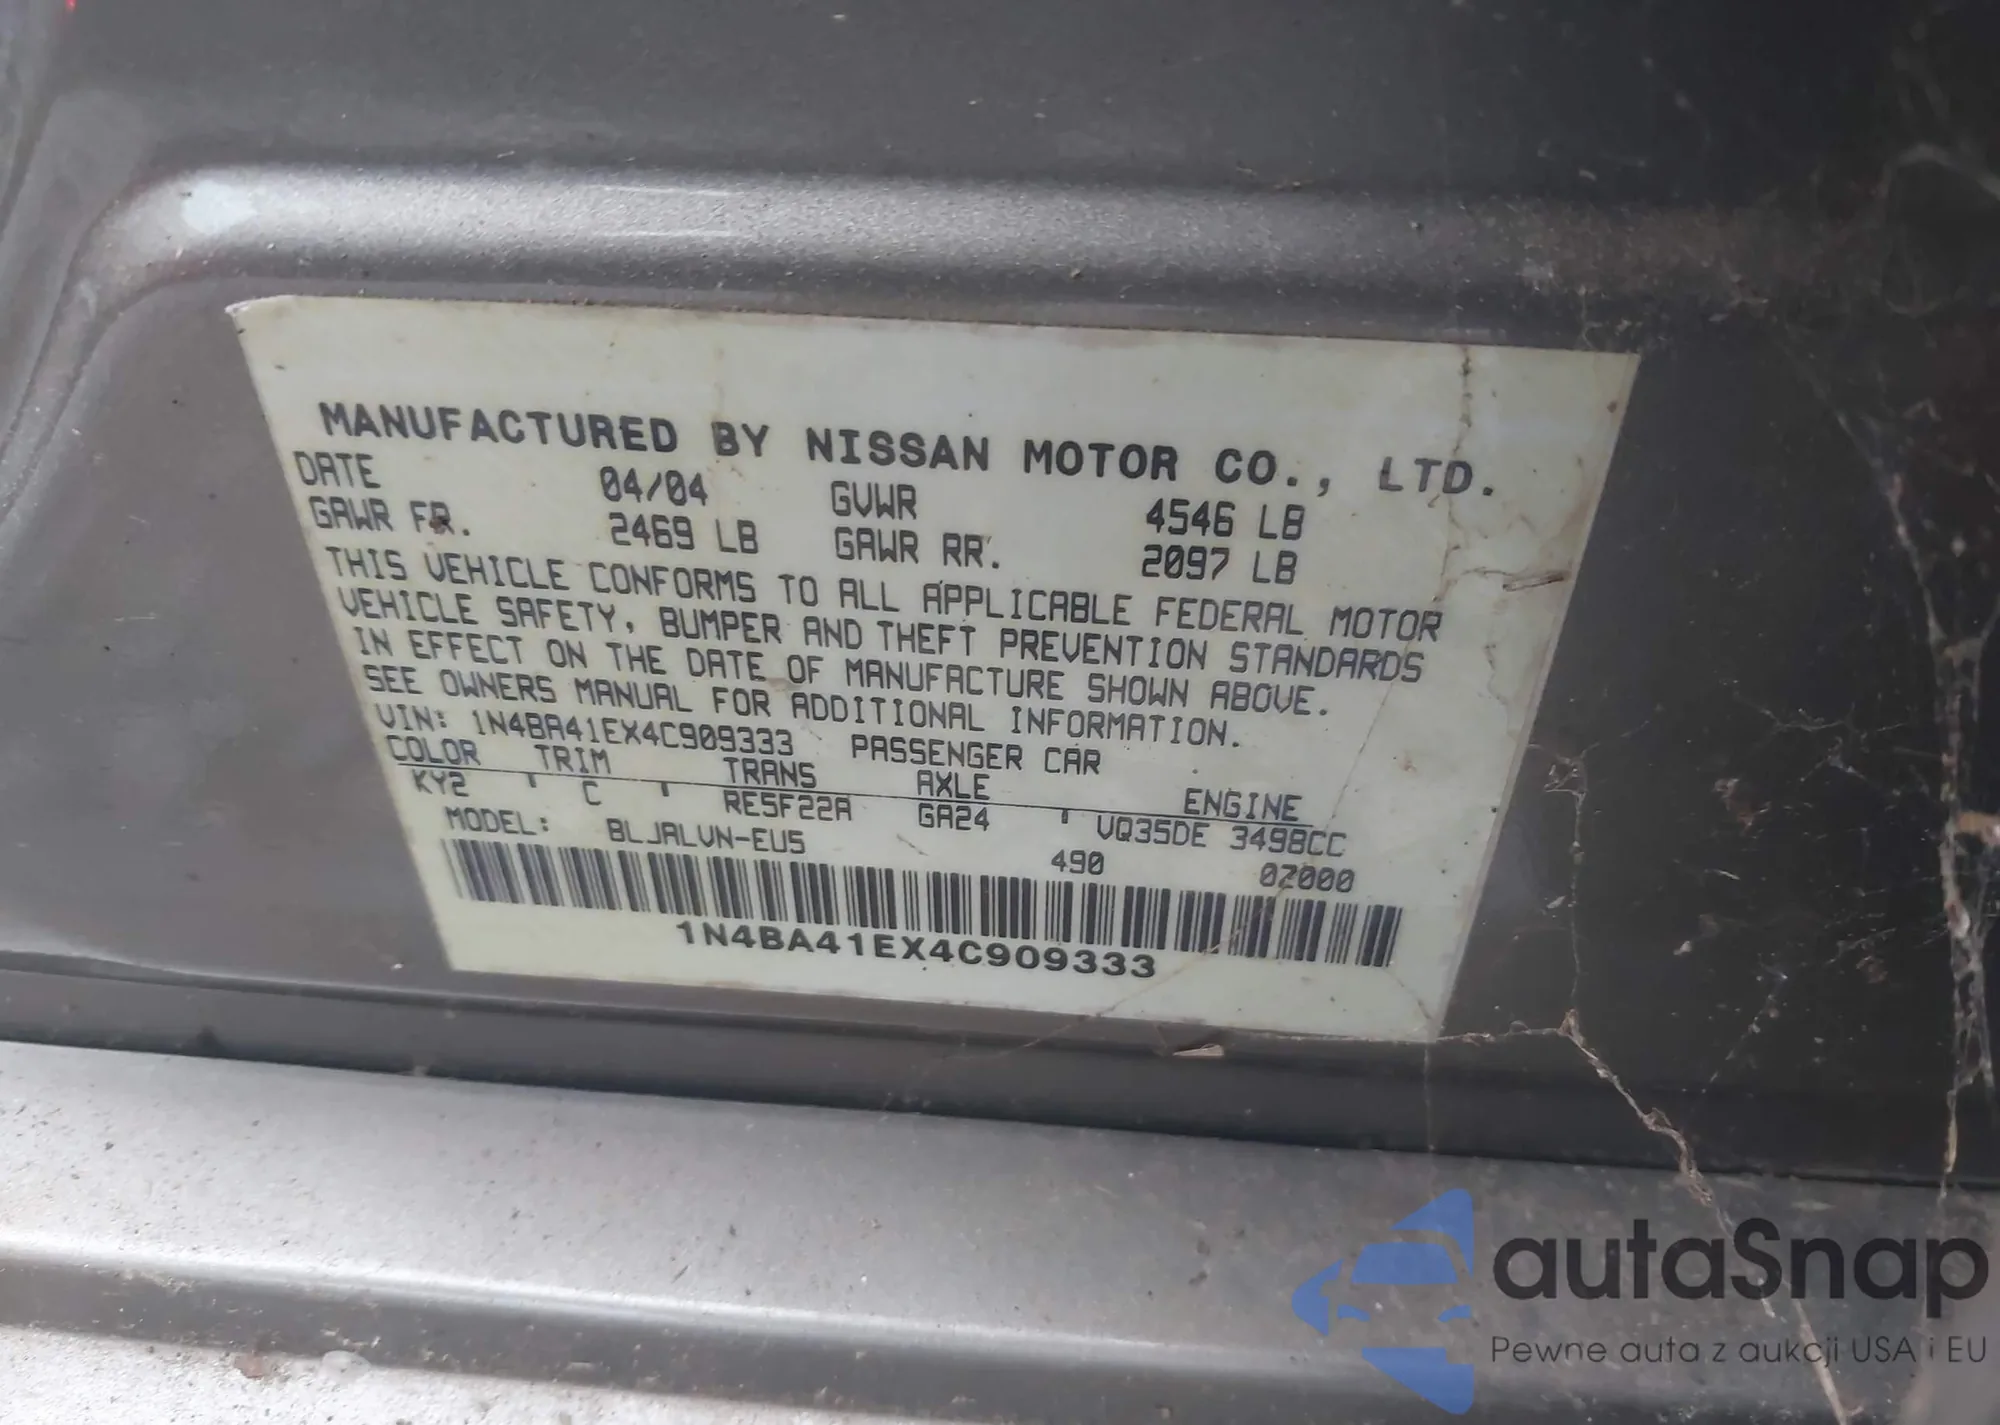 MANUFACTURED BY NISSAN MOTOR CO., LTD.
DATE 04/04 GVWR 4546 LB
GAWR FR. 2469 LB GAWR RR. 2097 LB
THIS VEHICLE CONFORMS TO ALL APPLICABLE FEDERAL MOTOR
VEHICLE SAFETY, BUMPER AND THEFT PREVENTION STANDARDS
IN EFFECT ON THE DATE OF MANUFACTURE SHOWN ABOVE.
SEE OWNERS MANUAL FOR ADDITIONAL INFORMATION.
VIN: 1N4BA41EX4C909333 PASSENGER CAR
COLOR TRIM TRANS AXLE ENGINE
KY2 C RE5F22A GA24 VQ35DE 3498CC
MODEL: BLJALVN-EU5 490 0Z000
1N4BA41EX4C909333
autaSnap
Pewne auta z aukcji USA i EU